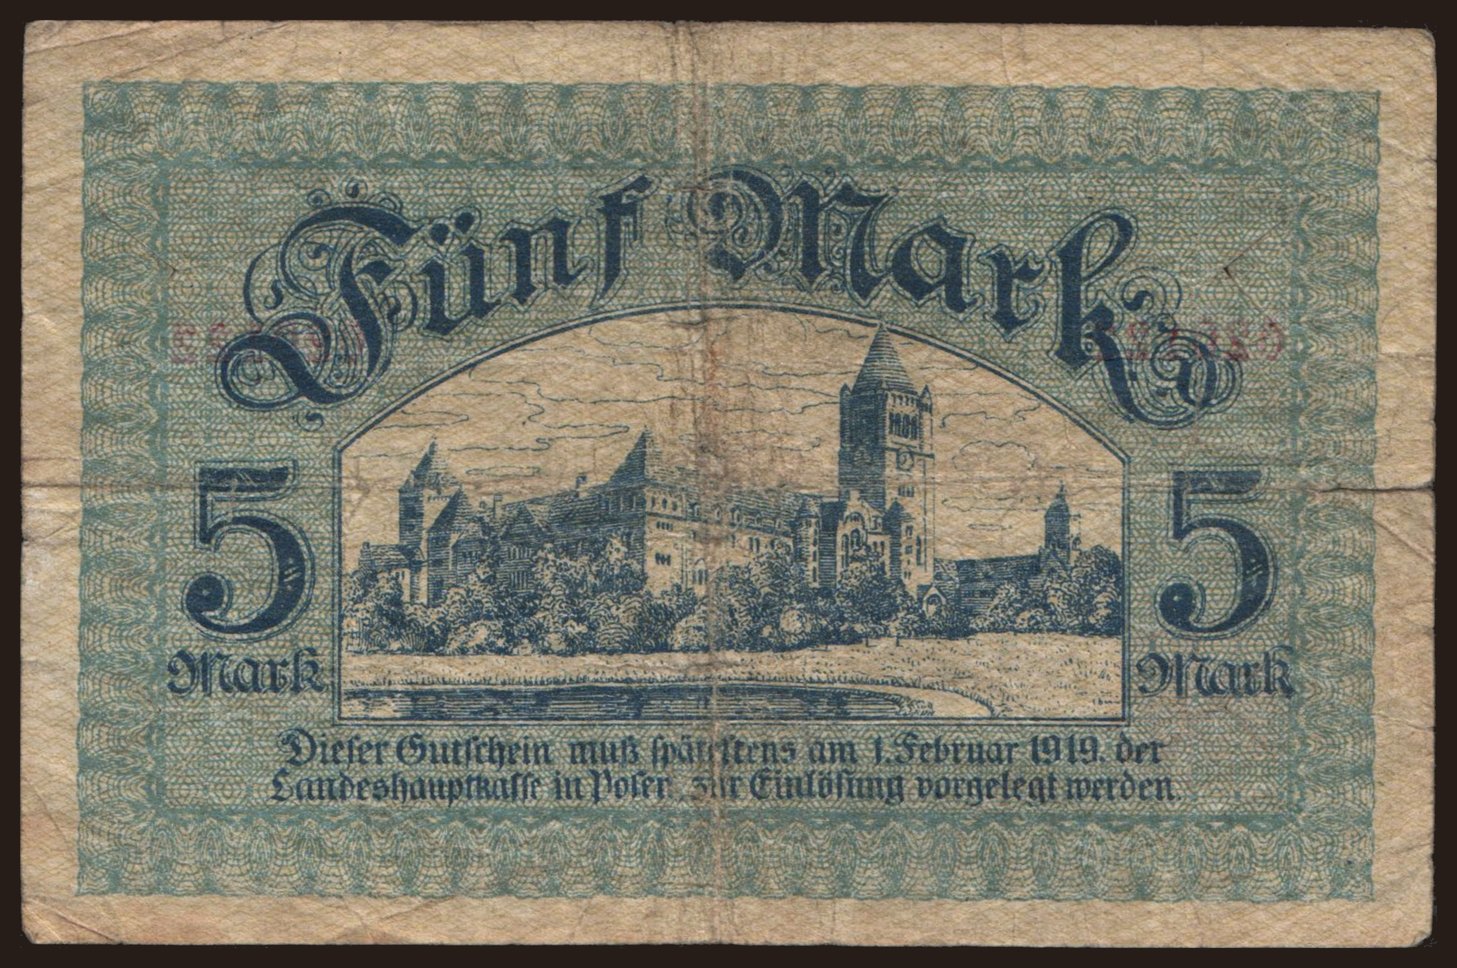 Fünf Mark
5 5
Mark Mark
Dieser Gutschein muß spätestens am 1. Februar 1919. der
Landeshauptkasse in Posen zur Einlösung vorgelegt werden.